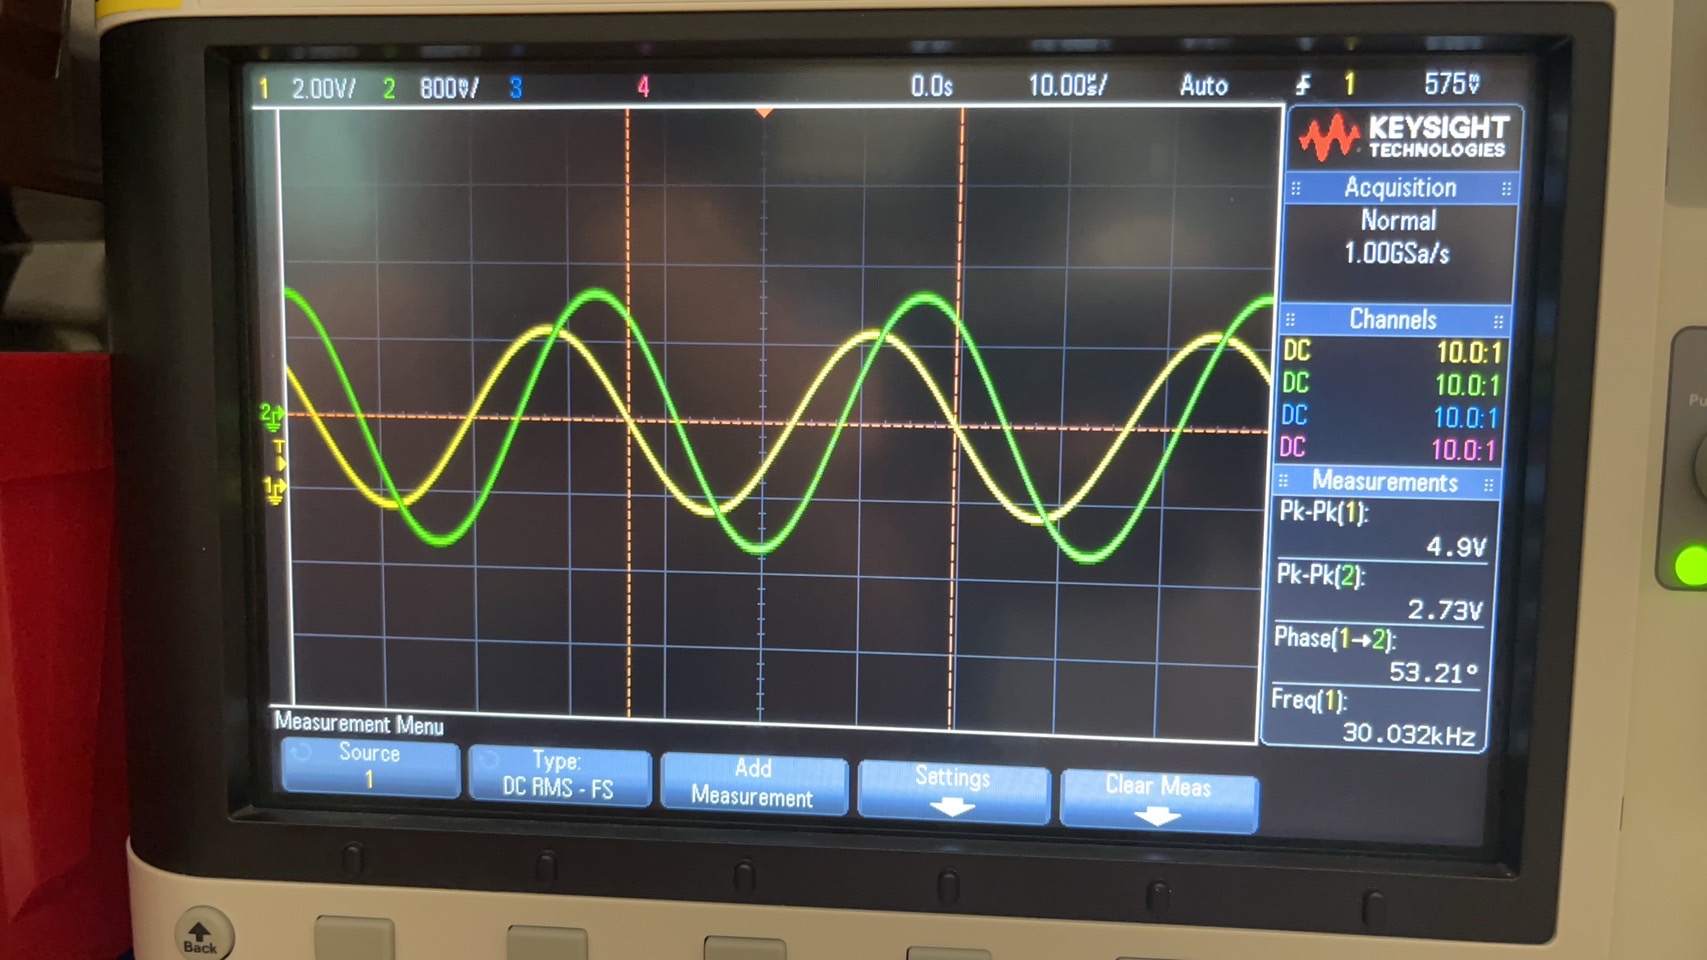 1 2.00V/ 2 800mV/ 3 4 0.0s 10.00us/ Auto 1 575mV
KEYSIGHT
TECHNOLOGIES
Acquisition
Normal
1.00GSa/s
Channels
DC 10.0:1
DC 10.0:1
DC 10.0:1
DC 10.0:1
Measurements
Pk-Pk(1):
4.9V
Pk-Pk(2):
2.73V
Phase(1→2):
53.21°
Freq(1):
30.032kHz
2
T
1
Measurement Menu
Source
1
Type:
DC RMS - FS
Add
Measurement
Settings
Clear Meas
Back